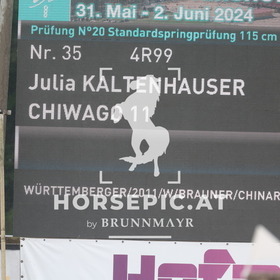 31. Mai - 2. Juni 2024
Prüfung N°20 Standardspringprüfung 115 cm
Nr. 35 4R99
Julia KALTENHAUSER
CHIWAGO 11
WÜRTTEMBERGER/2011/W/BRAUNER/CHINAR
HORSEPIC.AT
by BRUNNMAYR